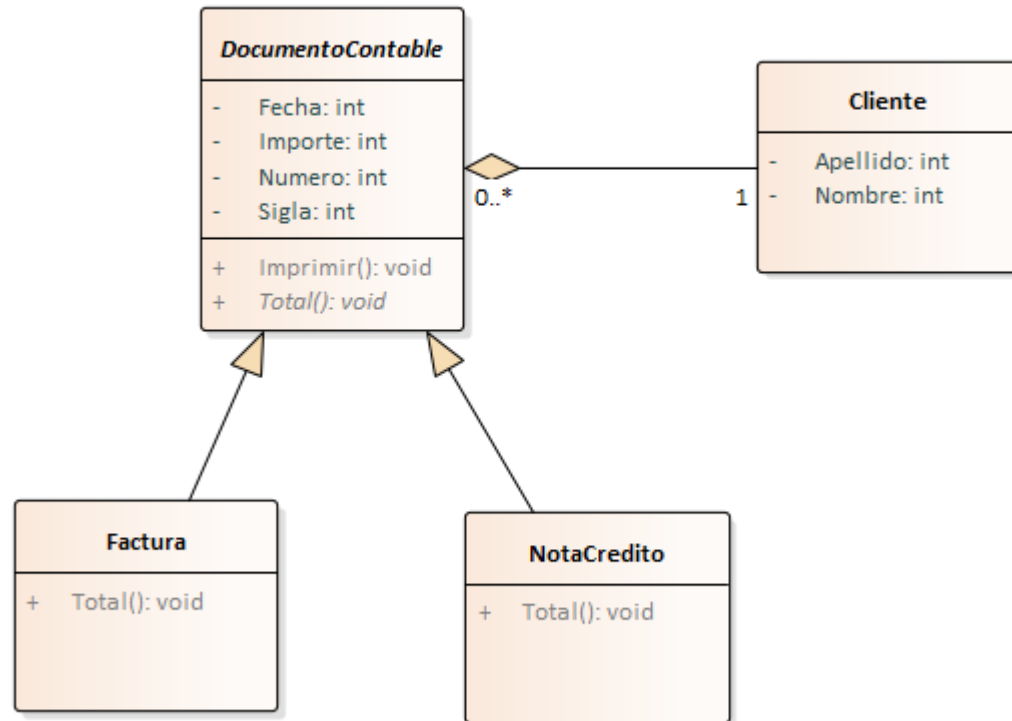 DocumentoContable
- Fecha: int
- Importe: int
- Numero: int
- Sigla: int
+ Imprimir(): void
+ Total(): void
0..*
1
Cliente
- Apellido: int
- Nombre: int
Factura
+ Total(): void
NotaCredito
+ Total(): void